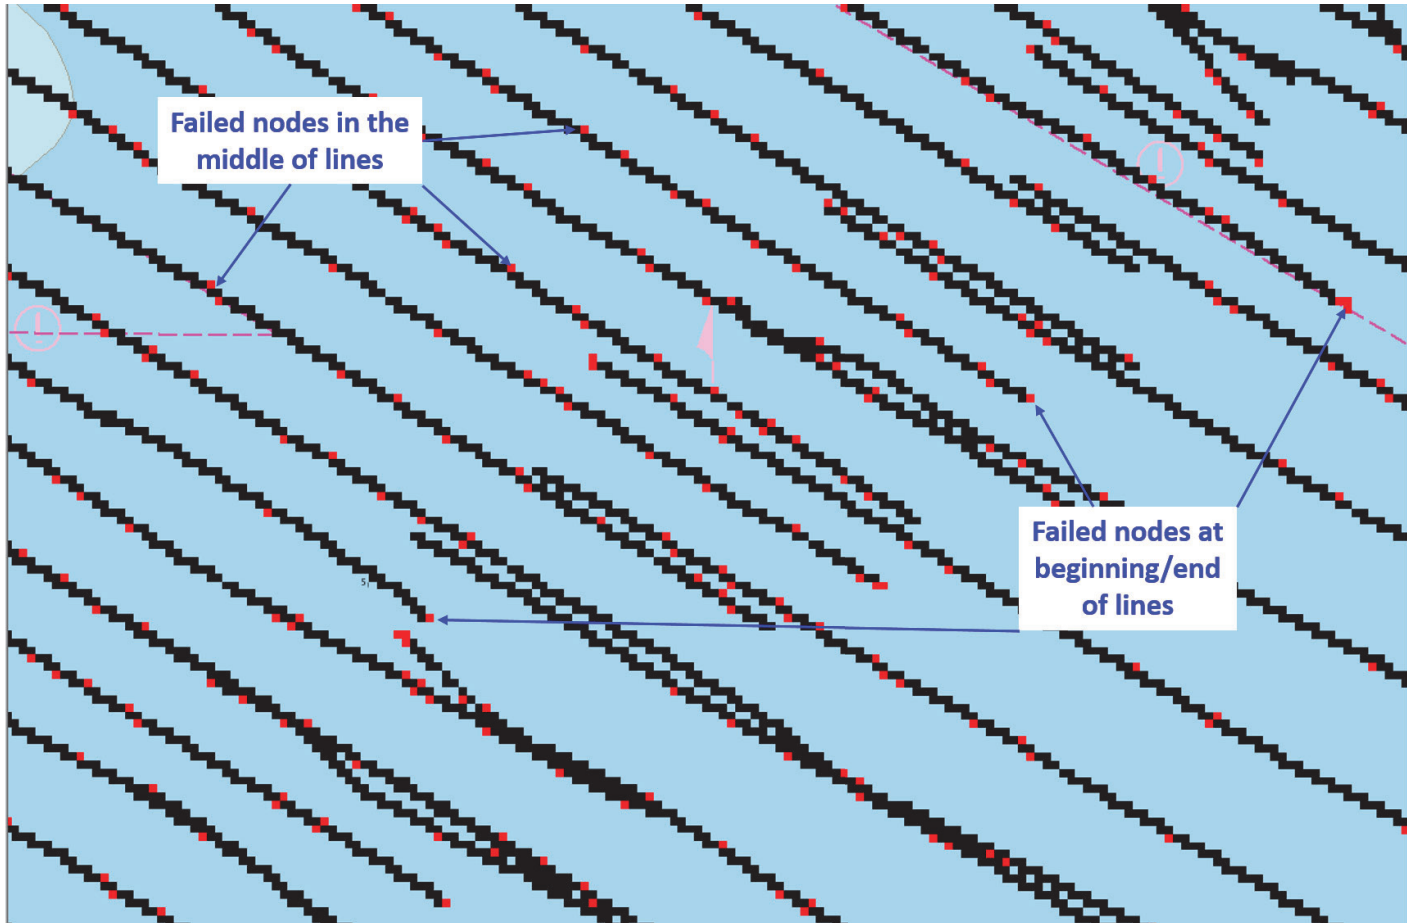 Failed nodes in the
middle of lines
Failed nodes at
beginning/end
of lines